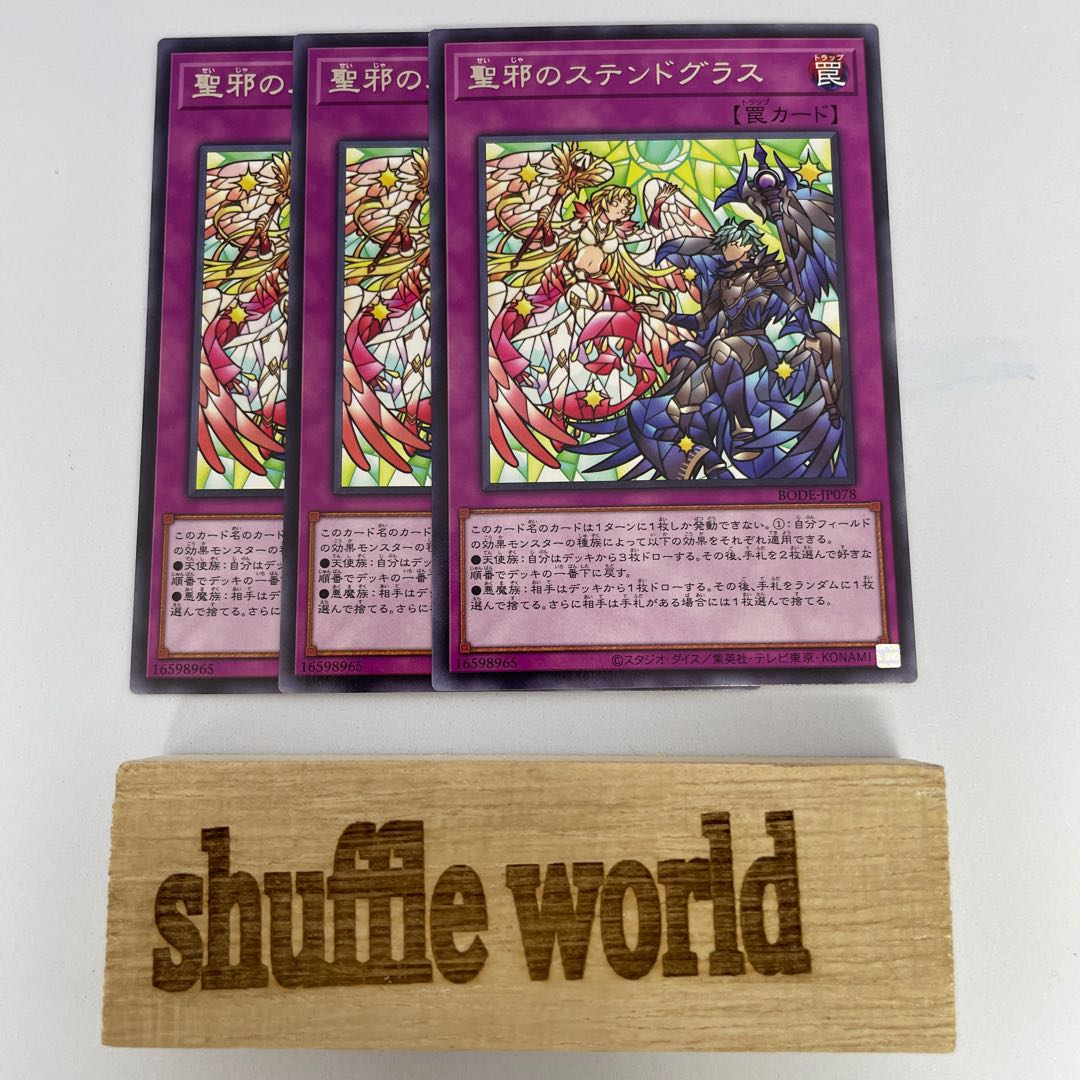 聖邪の
聖邪の
聖邪のステンドグラス
罠
【罠カード】
BODE-JP078
このカード名のカード
の効果モンスターの種
●天使族：自分はデッ
順番でデッキの一番
●悪魔族：相手はデッ
選んで捨てる。さらに
16598965
このカード名のカード
の効果モンスターの種
●天使族：自分はデッ
順番でデッキの一番下
●悪魔族：相手はデッキ
選んで捨てる。さらに相
16598965
このカード名のカードは１ターンに１枚しか発動できない。①：自分フィールド
の効果モンスターの種族によって以下の効果をそれぞれ適用できる。
●天使族：自分はデッキから３枚ドローする。その後、手札を２枚選んで好きな
順番でデッキの一番下に戻す。
●悪魔族：相手はデッキから１枚ドローする。その後、手札をランダムに１枚
選んで捨てる。さらに相手は手札がある場合には１枚選んで捨てる。
16598965
©スタジオ・ダイス／集英社・テレビ東京・KONAMI
shuffle world